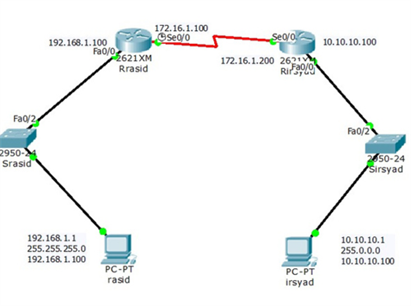 172.16.1.100
192.168.1.100
Se0/0
Fa0/0
2621XM
Rrasid
Se0/0
10.10.10.100
172.16.1.200
2621XM
Fa0/0
Rirsyad
Fa0/2
2950-24
Srasid
Fa0/2
2950-24
Sirsyad
192.168.1.1
255.255.255.0
192.168.1.100
PC-PT
rasid
PC-PT
irsyad
10.10.10.1
255.0.0.0
10.10.10.100